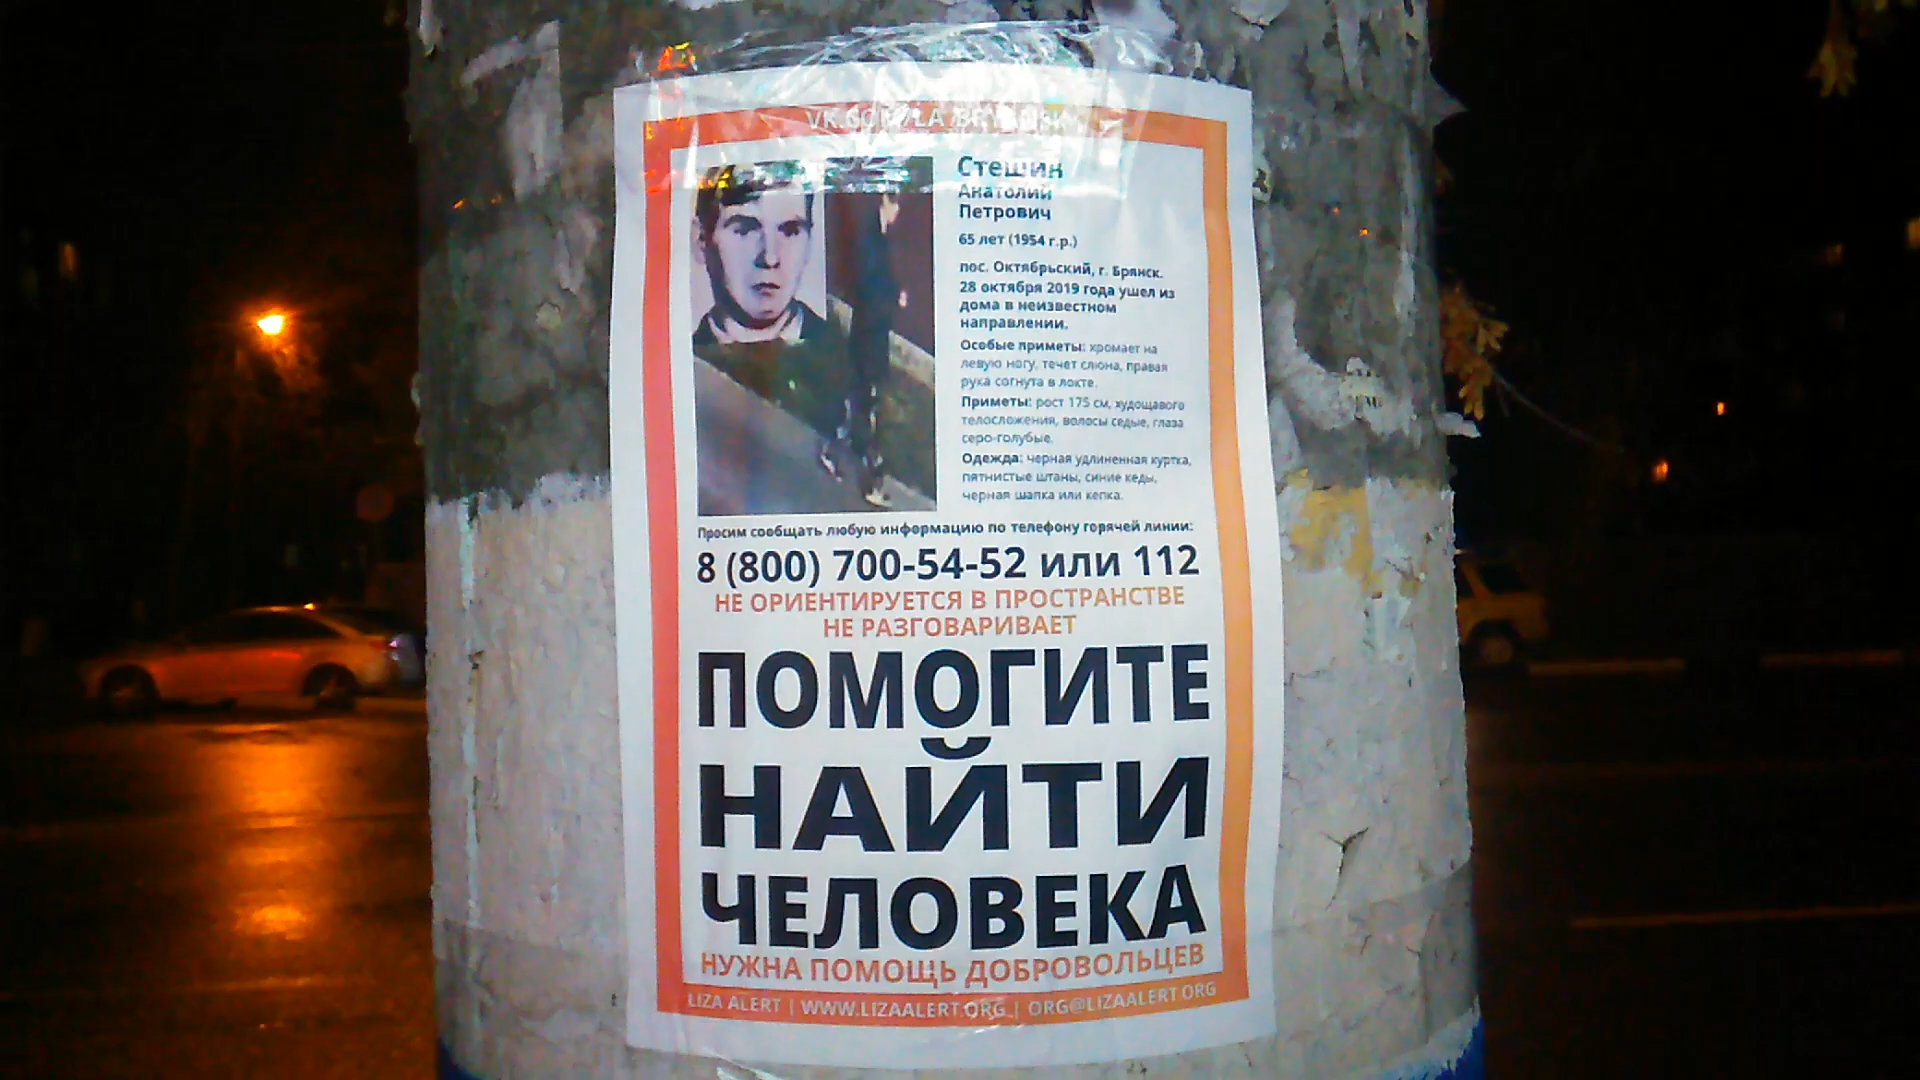 VK.COM/LA_BRYANSK
Стешин
Анатолий
Петрович
65 лет (1954 г.р.)
пос. Октябрьский, г. Брянск.
28 октября 2019 года ушел из
дома в неизвестном
направлении.
Особые приметы: хромает на
левую ногу, течет слюна, правая
рука согнута в локте.
Приметы: рост 175 см, худощавого
телосложения, волосы седые, глаза
серо-голубые.
Одежда: черная удлиненная куртка,
пятнистые штаны, синие кеды,
черная шапка или кепка.
Просим сообщать любую информацию по телефону горячей линии:
8 (800) 700-54-52 или 112
НЕ ОРИЕНТИРУЕТСЯ В ПРОСТРАНСТВЕ
НЕ РАЗГОВАРИВАЕТ
ПОМОГИТЕ
НАЙТИ
ЧЕЛОВЕКА
НУЖНА ПОМОЩЬ ДОБРОВОЛЬЦЕВ
LIZA ALERT | WWW.LIZAALERT.ORG | ORG@LIZAALERT.ORG